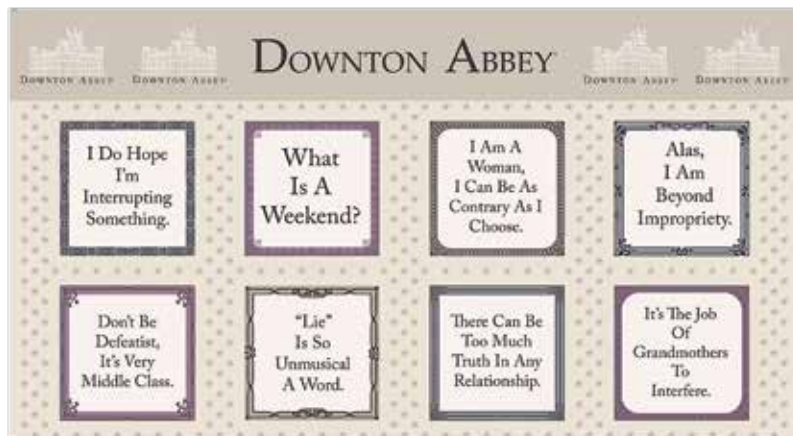 DOWNTON ABBEY DOWNTON ABBEY DOWNTON ABBEY DOWNTON ABBEY DOWNTON ABBEY
I Do Hope
I'm
Interrupting
Something.
What
Is A
Weekend?
I Am A
Woman,
I Can Be As
Contrary As I
Choose.
Alas,
I Am
Beyond
Impropriety.
Don't Be
Defeatist,
It's Very
Middle Class.
"Lie"
Is So
Unmusical
A Word.
There Can Be
Too Much
Truth In Any
Relationship.
It's The Job
Of
Grandmothers
To
Interfere.